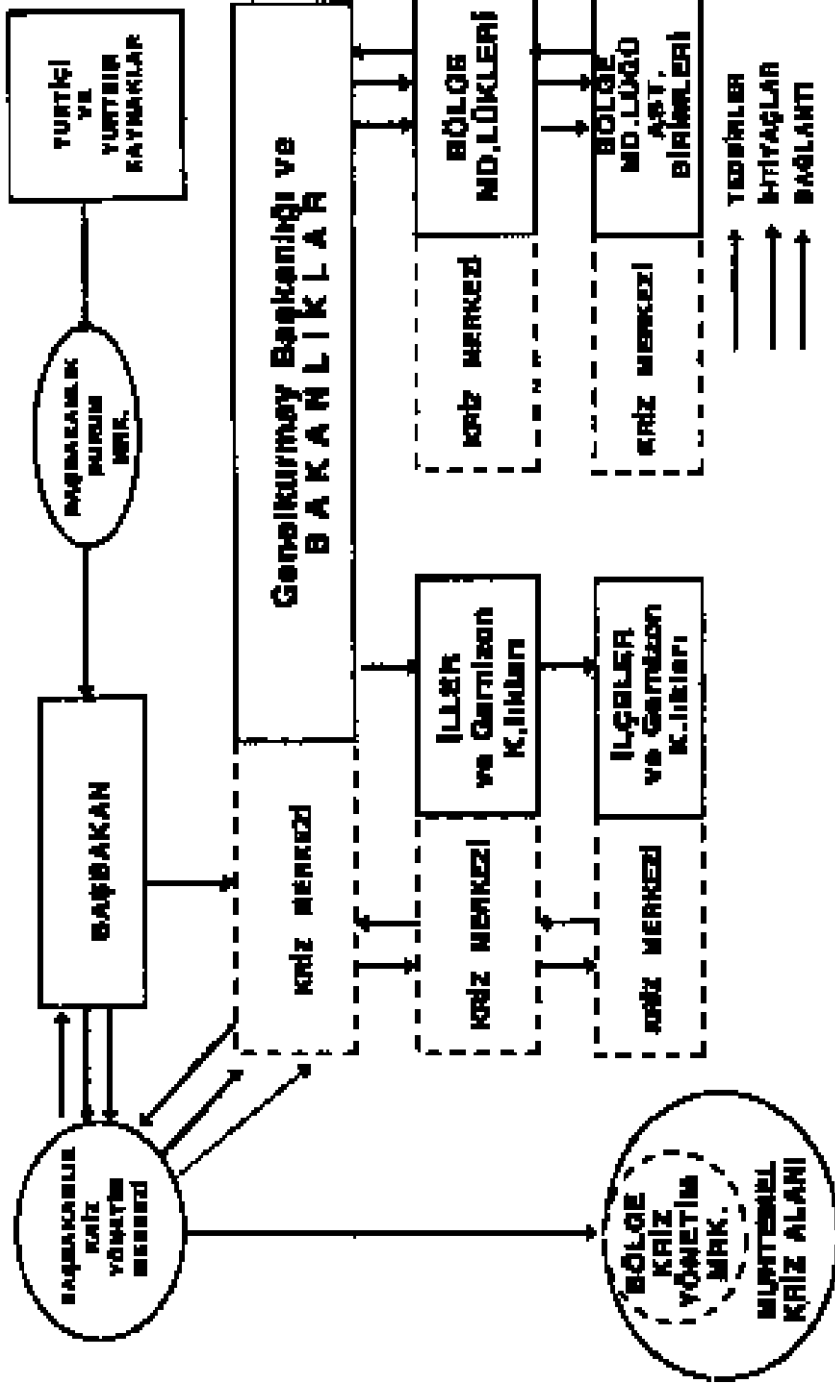 BAŞBAKANLIK
KRİZ
YÖNETİM
MERKEZİ
BAŞBAKAN
BAŞBAKANLIK
DURUM
MRK.
YURTİÇİ
VE
YURTDIŞI
KAYNAKLAR
KRİZ MERKEZİ
Genelkurmay Başkanlığı ve
BAKANLIKLAR
KRİZ MERKEZİ
İLLER
ve Garnizon
K.lıkları
KRİZ MERKEZİ
BÖLGE
MD.LÜKLERİ
KRİZ MERKEZİ
İLÇELER
ve Garnizon
K.lıkları
KRİZ MERKEZİ
BÖLGE
MD.LÜĞÜ
AST.
BİRİMLERİ
BÖLGE
KRİZ
YÖNETİM
MRK.
MUHTEMEL
KRİZ ALANI
TEDBİRLER
İHTİYAÇLAR
BAĞLANTI